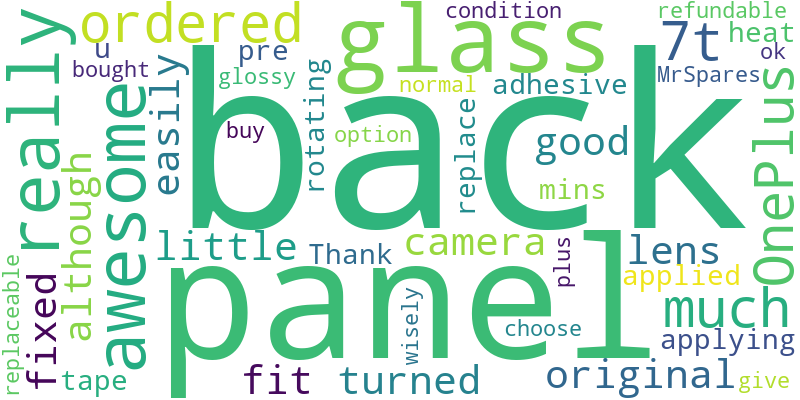 really
ordered
u
bought
pre
glossy
easily
awesome
although
fixed
replaceable
tape
back
panel
glass
rotating
buy
option
normal
condition
adhesive
replace
good
mins
7t
refundable
heat
ok
MrSpares
OnePlus
little
Thank
camera
plus
lens
applied
much
applying
wisely
choose
fit
turned
original
give